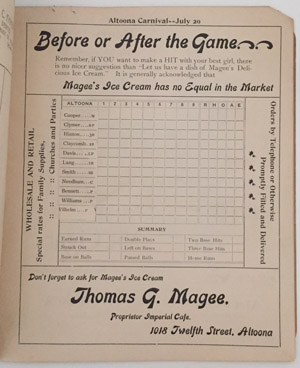 Altoona Carnival--July 20
Before or After the Game
Remember, if YOU want to make a HIT with your best girl, there
is no nicer suggestion than "Let us have a dish of Magee's Deli-
cious Ice Cream." It is generally acknowledged that
Magee's Ice Cream has no Equal in the Market
WHOLESALE AND RETAIL
Special rates for Family Supplies,
Churches and Parties
ALTOONA 1 2 3 4 5 6 7 8 9 R H O A E
Cooper
Clymer
Hinton
Claycomb
Davis
Lang
Smith
Needham
Bennett
Williams
SUMMARY
Earned Runs Double Plays Two Base Hits
Struck Out Left on Bases Three Base Hits
Base on Balls Passed Balls Home Runs
Orders by Telephone or Otherwise
Promptly Filled and Delivered
Don't forget to ask for Magee's Ice Cream
Thomas G. Magee.
Proprietor Imperial Cafe.
1018 Twelfth Street, Altoona